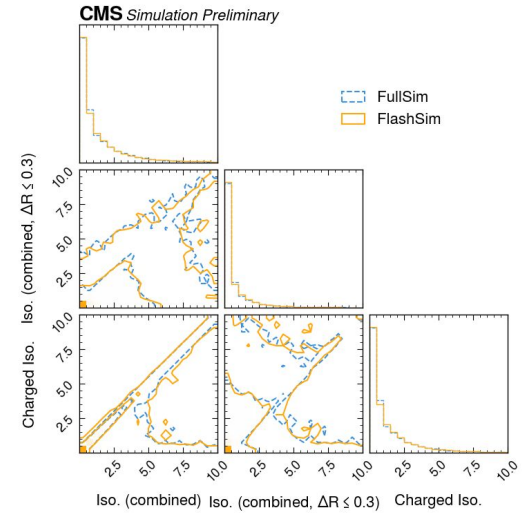 CMS Simulation Preliminary
FullSim
FlashSim
Iso. (combined, ΔR ≤ 0.3)
10.0
7.5
5.0
2.5
Charged Iso.
10.0
7.5
5.0
2.5
2.5 5.0 7.5 10.0 2.5 5.0 7.5 10.0 2.5 5.0 7.5 10.0
Iso. (combined) Iso. (combined, ΔR ≤ 0.3) Charged Iso.